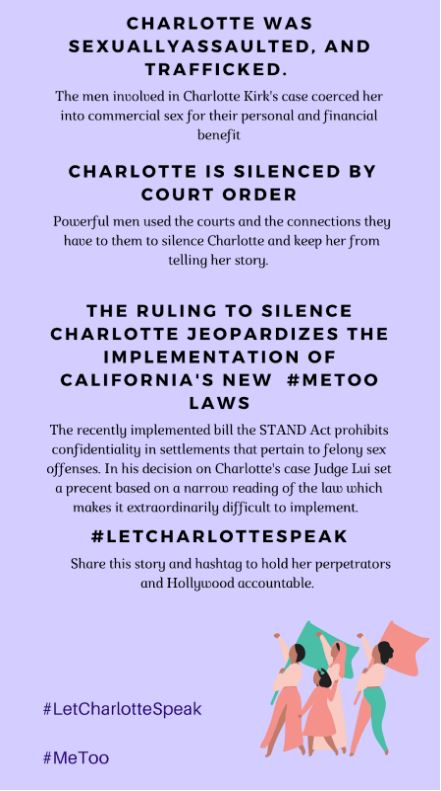 CHARLOTTE WAS
SEXUALLYASSAULTED, AND
TRAFFICKED.
The men involved in Charlotte Kirk's case coerced her
into commercial sex for their personal and financial
benefit
CHARLOTTE IS SILENCED BY
COURT ORDER
Powerful men used the courts and the connections they
have to them to silence Charlotte and keep her from
telling her story.
THE RULING TO SILENCE
CHARLOTTE JEOPARDIZES THE
IMPLEMENTATION OF
CALIFORNIA'S NEW #METOO
LAWS
The recently implemented bill the STAND Act prohibits
confidentiality in settlements that pertain to felony sex
offenses. In his decision on Charlotte's case Judge Lui set
a precent based on a narrow reading of the law which
makes it extraordinarily difficult to implement.
#LETCHARLOTTESPEAK
Share this story and hashtag to hold her perpetrators
and Hollywood accountable.
#LetCharlotteSpeak
#MeToo